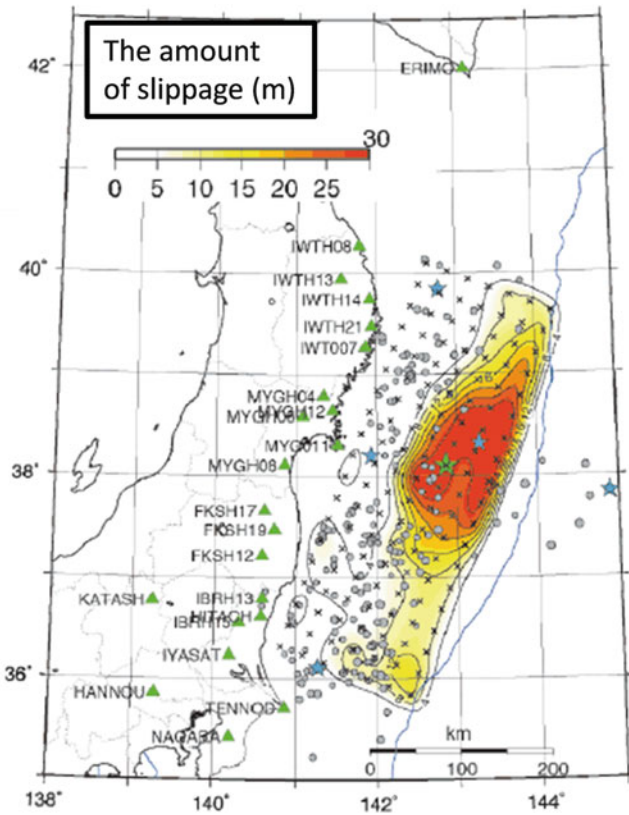 The amount
of slippage (m)
30
0 5 10 15 20 25
42°
40°
38°
36°
138°
140°
142°
144°
ERIMO
IWTH08
IWTH13
IWTH14
IWTH21
IWT007
MYGH04
MYGH12
MYG011
MYGH08
FKSH17
FKSH19
FKSH12
KATASH
IBRH13
HITACH
IYASAT
HANNOU
TENNOD
NAGARA
km
0 100 200